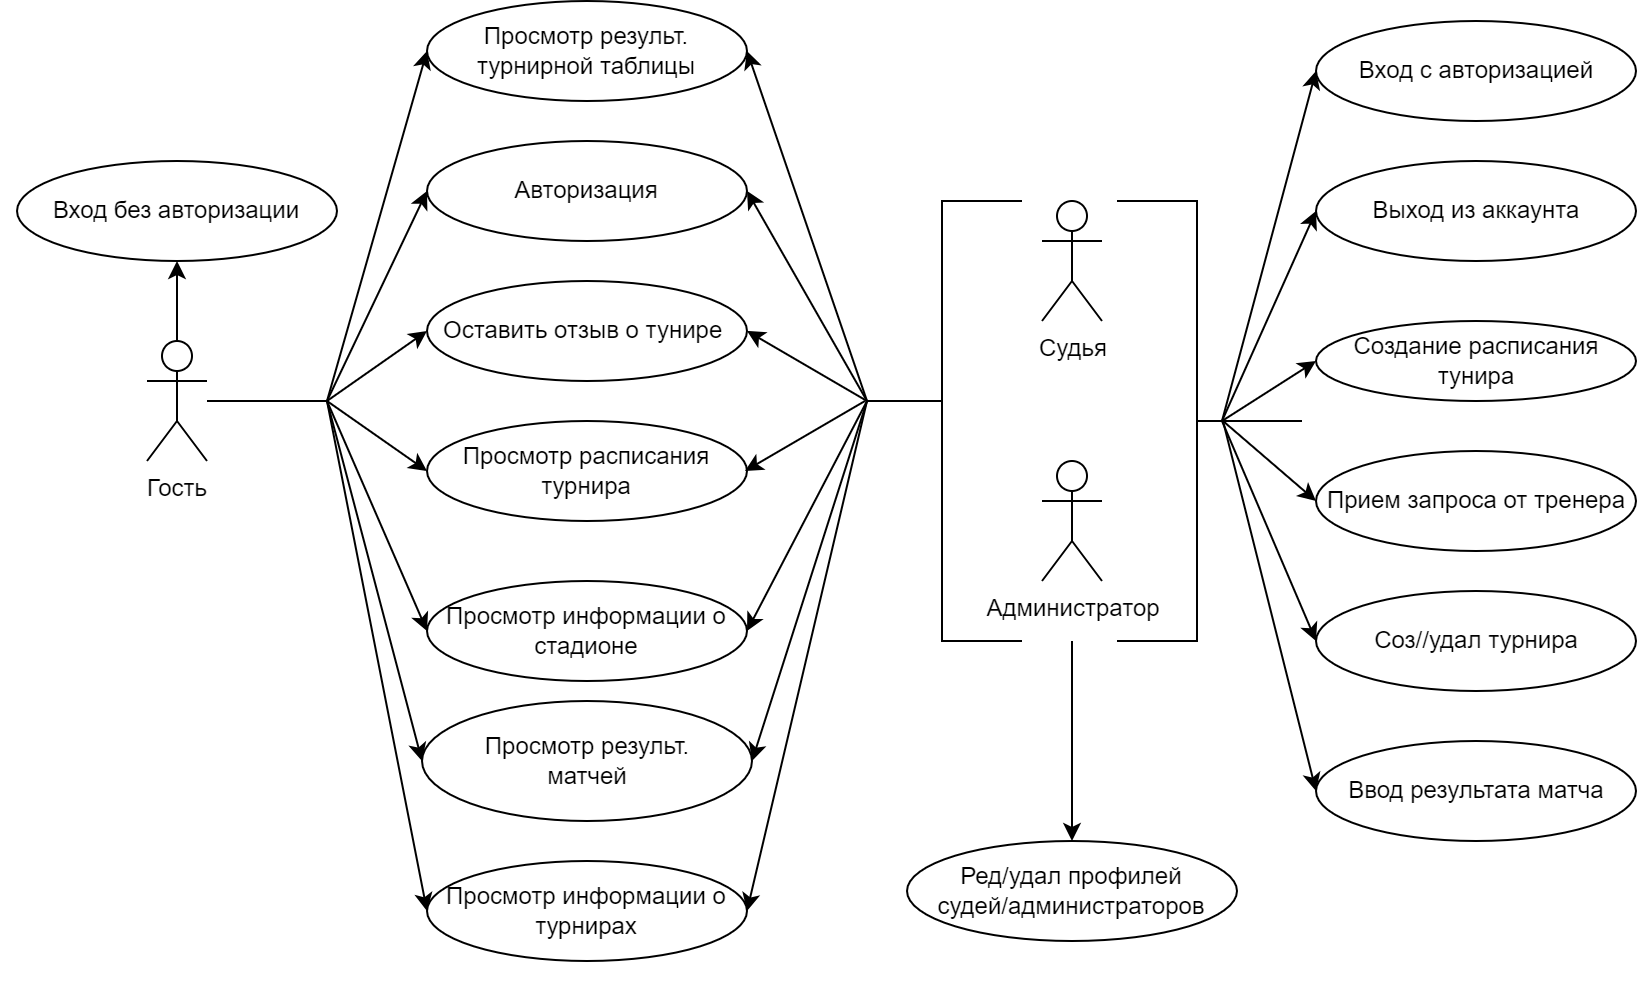 Просмотр результ.
турнирной таблицы
Вход с авторизацией
Авторизация
Вход без авторизации
Выход из аккаунта
Оставить отзыв о тунире
Судья
Создание расписания
тунира
Просмотр расписания
турнира
Гость
Прием запроса от тренера
Просмотр информации о
стадионе
Администратор
Соз//удал турнира
Просмотр результ.
матчей
Ввод результата матча
Просмотр информации о
турнирах
Ред/удал профилей
судей/администраторов